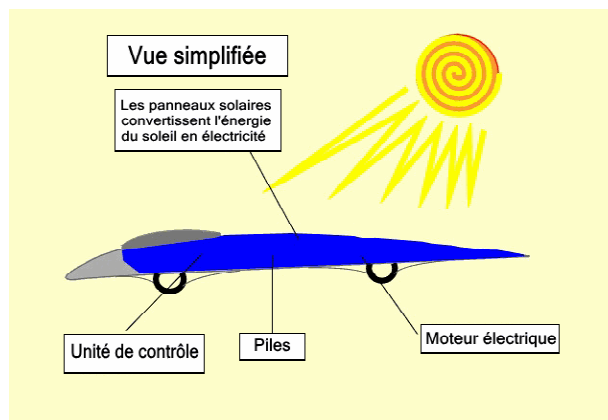 Vue simplifiée
Les panneaux solaires
convertissent l'énergie
du soleil en électricité
Unité de contrôle
Piles
Moteur électrique